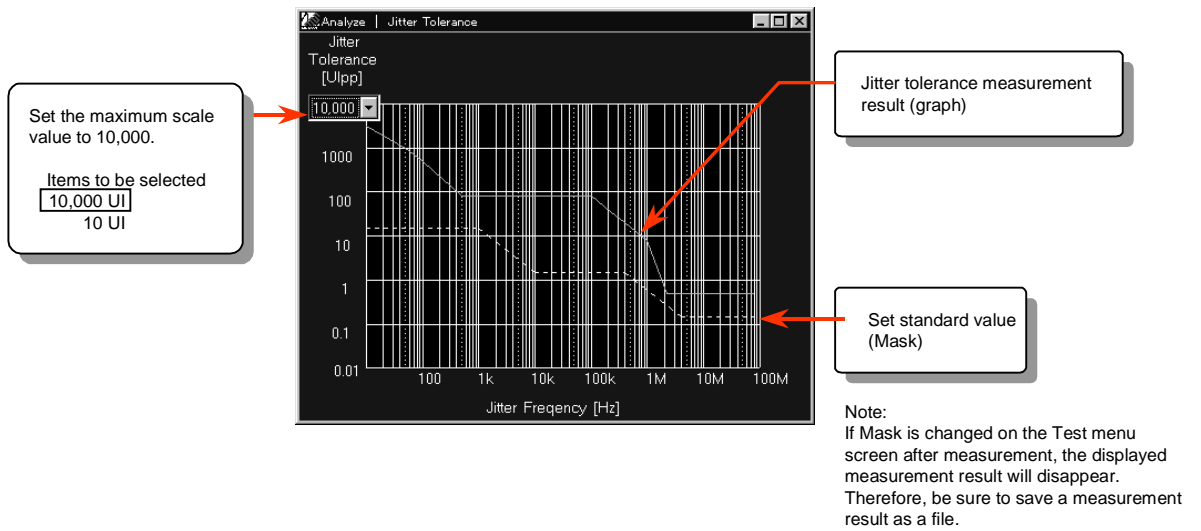 Analyze | Jitter Tolerance
Jitter
Tolerance
[UIpp]
10,000
1000
100
10
1
0.1
0.01
100 1k 10k 100k 1M 10M 100M
Jitter Freqency [Hz]
Set the maximum scale
value to 10,000.
Items to be selected
10,000 UI
10 UI
Jitter tolerance measurement
result (graph)
Set standard value
(Mask)
Note:
If Mask is changed on the Test menu
screen after measurement, the displayed
measurement result will disappear.
Therefore, be sure to save a measurement
result as a file.